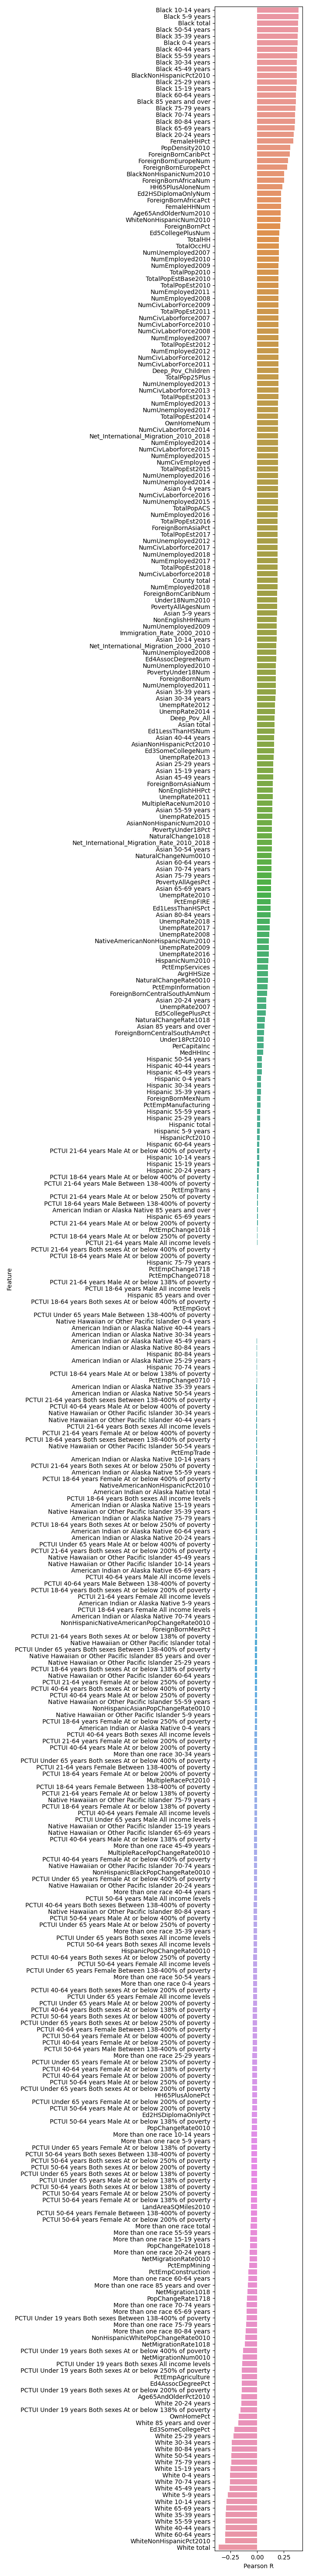 Black 10-14 years
Black 5-9 years
Black total
Black 50-54 years
Black 35-39 years
Black 0-4 years
Black 40-44 years
Black 55-59 years
Black 30-34 years
Black 45-49 years
BlackNonHispanicPct2010
Black 25-29 years
Black 15-19 years
Black 60-64 years
Black 85 years and over
Black 75-79 years
Black 70-74 years
Black 80-84 years
Black 65-69 years
Black 20-24 years
FemaleHHPct
PopDensity2010
ForeignBornCaribPct
ForeignBornEuropeNum
ForeignBornEuropePct
BlackNonHispanicNum2010
ForeignBornAfricaNum
HH65PlusAloneNum
Ed2HSDiplomaOnlyNum
ForeignBornAfricaPct
FemaleHHNum
Age65AndOlderNum2010
WhiteNonHispanicNum2010
ForeignBornPct
Ed5CollegePlusNum
TotalHH
TotalOccHU
NumUnemployed2007
NumEmployed2010
NumEmployed2009
TotalPop2010
TotalPopEstBase2010
TotalPopEst2010
NumEmployed2011
NumEmployed2008
NumCivLaborForce2009
TotalPopEst2011
NumCivLaborForce2007
NumCivLaborForce2010
NumCivLaborForce2008
NumEmployed2007
TotalPopEst2012
NumEmployed2012
NumCivLaborForce2012
NumCivLaborForce2011
Deep_Pov_Children
TotalPop25Plus
NumUnemployed2013
NumCivLaborforce2013
TotalPopEst2013
NumEmployed2013
NumUnemployed2017
TotalPopEst2014
OwnHomeNum
NumCivLaborforce2014
Net_International_Migration_2010_2018
NumEmployed2014
NumCivLaborforce2015
NumEmployed2015
NumCivEmployed
TotalPopEst2015
NumUnemployed2016
NumUnemployed2014
Asian 0-4 years
NumCivLaborforce2016
NumUnemployed2015
TotalPopACS
NumEmployed2016
TotalPopEst2016
ForeignBornAsiaPct
TotalPopEst2017
NumUnemployed2012
NumCivLaborforce2017
NumUnemployed2018
NumEmployed2017
TotalPopEst2018
NumCivLaborforce2018
County total
NumEmployed2018
ForeignBornCaribNum
Under18Num2010
PovertyAllAgesNum
Asian 5-9 years
NonEnglishHHNum
NumUnemployed2009
Immigration_Rate_2000_2010
Asian 10-14 years
Net_International_Migration_2000_2010
NumUnemployed2008
Ed4AssocDegreeNum
NumUnemployed2010
PovertyUnder18Num
ForeignBornNum
NumUnemployed2011
Asian 35-39 years
Asian 30-34 years
UnempRate2012
UnempRate2014
Deep_Pov_All
Asian total
Ed1LessThanHSNum
Asian 40-44 years
AsianNonHispanicPct2010
Ed3SomeCollegeNum
UnempRate2013
Asian 25-29 years
Asian 15-19 years
Asian 45-49 years
ForeignBornAsiaNum
NonEnglishHHPct
UnempRate2011
MultipleRaceNum2010
Asian 55-59 years
UnempRate2015
AsianNonHispanicNum2010
PovertyUnder18Pct
NaturalChange1018
Net_International_Migration_Rate_2010_2018
Asian 50-54 years
NaturalChangeNum0010
Asian 60-64 years
Asian 70-74 years
Asian 75-79 years
PovertyAllAgesPct
Asian 65-69 years
UnempRate2010
PctEmpFIRE
Ed1LessThanHSPct
Asian 80-84 years
UnempRate2018
UnempRate2017
UnempRate2008
NativeAmericanNonHispanicNum2010
UnempRate2009
UnempRate2016
HispanicNum2010
PctEmpServices
AvgHHSize
NaturalChangeRate0010
PctEmpInformation
ForeignBornCentralSouthAmNum
Asian 20-24 years
UnempRate2007
Ed5CollegePlusPct
NaturalChangeRate1018
Asian 85 years and over
ForeignBornCentralSouthAmPct
Under18Pct2010
PerCapitaInc
MedHHInc
Hispanic 50-54 years
Hispanic 40-44 years
Hispanic 45-49 years
Hispanic 0-4 years
Hispanic 30-34 years
Hispanic 35-39 years
ForeignBornMexNum
PctEmpManufacturing
Hispanic 55-59 years
Hispanic 25-29 years
Hispanic total
Hispanic 5-9 years
HispanicPct2010
Hispanic 60-64 years
PCTUI 21-64 years Male At or below 400% of poverty
Hispanic 10-14 years
Hispanic 15-19 years
Hispanic 20-24 years
PCTUI 18-64 years Male At or below 400% of poverty
PCTUI 21-64 years Male Between 138-400% of poverty
PctEmpTrans
PCTUI 21-64 years Male At or below 250% of poverty
PCTUI 18-64 years Male Between 138-400% of poverty
American Indian or Alaska Native 85 years and over
Hispanic 65-69 years
PCTUI 21-64 years Male At or below 200% of poverty
PctEmpChange1018
PCTUI 18-64 years Male At or below 250% of poverty
PCTUI 21-64 years Male All income levels
PCTUI 21-64 years Both sexes At or below 400% of poverty
PCTUI 18-64 years Male At or below 200% of poverty
Hispanic 75-79 years
PctEmpChange1718
PctEmpChange0718
PCTUI 21-64 years Male At or below 138% of poverty
PCTUI 18-64 years Male All income levels
Hispanic 85 years and over
PCTUI 18-64 years Both sexes At or below 400% of poverty
PctEmpGovt
PCTUI Under 65 years Male Between 138-400% of poverty
Native Hawaiian or Other Pacific Islander 0-4 years
American Indian or Alaska Native 40-44 years
American Indian or Alaska Native 30-34 years
American Indian or Alaska Native 45-49 years
American Indian or Alaska Native 80-84 years
Hispanic 80-84 years
American Indian or Alaska Native 25-29 years
Hispanic 70-74 years
PCTUI 18-64 years Male At or below 138% of poverty
PctEmpChange0710
American Indian or Alaska Native 35-39 years
American Indian or Alaska Native 50-54 years
PCTUI 21-64 years Both sexes Between 138-400% of poverty
PCTUI 40-64 years Male At or below 400% of poverty
Native Hawaiian or Other Pacific Islander 30-34 years
Native Hawaiian or Other Pacific Islander 40-44 years
PCTUI 21-64 years Both sexes All income levels
PCTUI 21-64 years Female At or below 400% of poverty
PCTUI 18-64 years Both sexes Between 138-400% of poverty
Native Hawaiian or Other Pacific Islander 50-54 years
PctEmpTrade
American Indian or Alaska Native 10-14 years
PCTUI 21-64 years Both sexes At or below 250% of poverty
American Indian or Alaska Native 55-59 years
PCTUI 18-64 years Female At or below 400% of poverty
NativeAmericanNonHispanicPct2010
American Indian or Alaska Native total
PCTUI 18-64 years Both sexes All income levels
American Indian or Alaska Native 15-19 years
Native Hawaiian or Other Pacific Islander 35-39 years
American Indian or Alaska Native 75-79 years
PCTUI 18-64 years Both sexes At or below 250% of poverty
American Indian or Alaska Native 60-64 years
American Indian or Alaska Native 20-24 years
PCTUI Under 65 years Male At or below 400% of poverty
PCTUI 21-64 years Both sexes At or below 200% of poverty
Native Hawaiian or Other Pacific Islander 45-49 years
Native Hawaiian or Other Pacific Islander 10-14 years
American Indian or Alaska Native 65-69 years
PCTUI 40-64 years Male All income levels
PCTUI 40-64 years Male Between 138-400% of poverty
PCTUI 18-64 years Both sexes At or below 200% of poverty
PCTUI 21-64 years Female All income levels
American Indian or Alaska Native 5-9 years
PCTUI 18-64 years Female All income levels
American Indian or Alaska Native 70-74 years
NonHispanicNativeAmericanPopChangeRate0010
ForeignBornMexPct
PCTUI 21-64 years Both sexes At or below 138% of poverty
Native Hawaiian or Other Pacific Islander total
PCTUI Under 65 years Both sexes Between 138-400% of poverty
Native Hawaiian or Other Pacific Islander 85 years and over
Native Hawaiian or Other Pacific Islander 25-29 years
PCTUI 18-64 years Both sexes At or below 138% of poverty
Native Hawaiian or Other Pacific Islander 60-64 years
PCTUI 21-64 years Female At or below 250% of poverty
PCTUI 40-64 years Both sexes At or below 400% of poverty
PCTUI 40-64 years Male At or below 250% of poverty
Native Hawaiian or Other Pacific Islander 55-59 years
NonHispanicAsianPopChangeRate0010
Native Hawaiian or Other Pacific Islander 5-9 years
PCTUI 18-64 years Female At or below 250% of poverty
American Indian or Alaska Native 0-4 years
PCTUI 40-64 years Both sexes All income levels
PCTUI 21-64 years Female At or below 200% of poverty
PCTUI 40-64 years Male At or below 200% of poverty
More than one race 30-34 years
PCTUI Under 65 years Both sexes At or below 400% of poverty
PCTUI 21-64 years Female Between 138-400% of poverty
PCTUI 18-64 years Female At or below 200% of poverty
MultipleRacePct2010
PCTUI 18-64 years Female Between 138-400% of poverty
PCTUI 21-64 years Female At or below 138% of poverty
Native Hawaiian or Other Pacific Islander 75-79 years
PCTUI 18-64 years Female At or below 138% of poverty
PCTUI 40-64 years Female All income levels
PCTUI Under 65 years Male All income levels
Native Hawaiian or Other Pacific Islander 15-19 years
Native Hawaiian or Other Pacific Islander 65-69 years
PCTUI 40-64 years Male At or below 138% of poverty
More than one race 45-49 years
MultipleRacePopChangeRate0010
PCTUI 40-64 years Female At or below 400% of poverty
Native Hawaiian or Other Pacific Islander 70-74 years
NonHispanicBlackPopChangeRate0010
PCTUI Under 65 years Female At or below 400% of poverty
Native Hawaiian or Other Pacific Islander 20-24 years
More than one race 40-44 years
PCTUI 50-64 years Male All income levels
PCTUI 40-64 years Both sexes Between 138-400% of poverty
Native Hawaiian or Other Pacific Islander 80-84 years
PCTUI 50-64 years Male At or below 400% of poverty
PCTUI Under 65 years Male At or below 250% of poverty
More than one race 35-39 years
PCTUI Under 65 years Both sexes All income levels
PCTUI 50-64 years Both sexes All income levels
HispanicPopChangeRate0010
PCTUI 40-64 years Both sexes At or below 250% of poverty
PCTUI 50-64 years Female All income levels
PCTUI Under 65 years Female Between 138-400% of poverty
More than one race 50-54 years
More than one race 0-4 years
PCTUI 40-64 years Both sexes At or below 200% of poverty
PCTUI Under 65 years Female All income levels
PCTUI Under 65 years Male At or below 200% of poverty
PCTUI 40-64 years Both sexes At or below 138% of poverty
PCTUI 50-64 years Both sexes At or below 400% of poverty
PCTUI Under 65 years Both sexes At or below 250% of poverty
PCTUI 40-64 years Female Between 138-400% of poverty
PCTUI 50-64 years Female At or below 400% of poverty
PCTUI 40-64 years Female At or below 250% of poverty
PCTUI 50-64 years Male Between 138-400% of poverty
More than one race 25-29 years
PCTUI Under 65 years Female At or below 250% of poverty
PCTUI 40-64 years Female At or below 138% of poverty
PCTUI 40-64 years Female At or below 200% of poverty
PCTUI 50-64 years Male At or below 250% of poverty
PCTUI Under 65 years Both sexes At or below 200% of poverty
HH65PlusAlonePct
PCTUI Under 65 years Female At or below 200% of poverty
PCTUI 50-64 years Male At or below 200% of poverty
Ed2HSDiplomaOnlyPct
PCTUI 50-64 years Male At or below 138% of poverty
PopChangeRate0010
More than one race 10-14 years
More than one race 5-9 years
PCTUI Under 65 years Female At or below 138% of poverty
PCTUI 50-64 years Both sexes Between 138-400% of poverty
PCTUI 50-64 years Both sexes At or below 250% of poverty
PCTUI 50-64 years Both sexes At or below 200% of poverty
PCTUI Under 65 years Both sexes At or below 138% of poverty
PCTUI Under 65 years Male At or below 138% of poverty
PCTUI 50-64 years Both sexes At or below 138% of poverty
PCTUI 50-64 years Female At or below 250% of poverty
PCTUI 50-64 years Female At or below 138% of poverty
LandAreaSQMiles2010
PCTUI 50-64 years Female Between 138-400% of poverty
PCTUI 50-64 years Female At or below 200% of poverty
More than one race total
More than one race 55-59 years
More than one race 15-19 years
PopChangeRate1018
More than one race 20-24 years
NetMigrationRate0010
PctEmpMining
PctEmpConstruction
More than one race 60-64 years
More than one race 85 years and over
NetMigration1018
PopChangeRate1718
More than one race 70-74 years
More than one race 65-69 years
PCTUI Under 19 years Both sexes Between 138-400% of poverty
More than one race 75-79 years
More than one race 80-84 years
NonHispanicWhitePopChangeRate0010
NetMigrationRate1018
PCTUI Under 19 years Both sexes At or below 400% of poverty
NetMigrationNum0010
PCTUI Under 19 years Both sexes All income levels
PCTUI Under 19 years Both sexes At or below 250% of poverty
PctEmpAgriculture
Ed4AssocDegreePct
PCTUI Under 19 years Both sexes At or below 200% of poverty
Age65AndOlderPct2010
White 20-24 years
PCTUI Under 19 years Both sexes At or below 138% of poverty
OwnHomePct
White 85 years and over
Ed3SomeCollegePct
White 25-29 years
White 30-34 years
White 80-84 years
White 50-54 years
White 75-79 years
White 15-19 years
White 0-4 years
White 70-74 years
White 45-49 years
White 5-9 years
White 10-14 years
White 65-69 years
White 35-39 years
White 55-59 years
White 40-44 years
White 60-64 years
WhiteNonHispanicPct2010
White total
Feature
−0.25 0.00 0.25
Pearson R